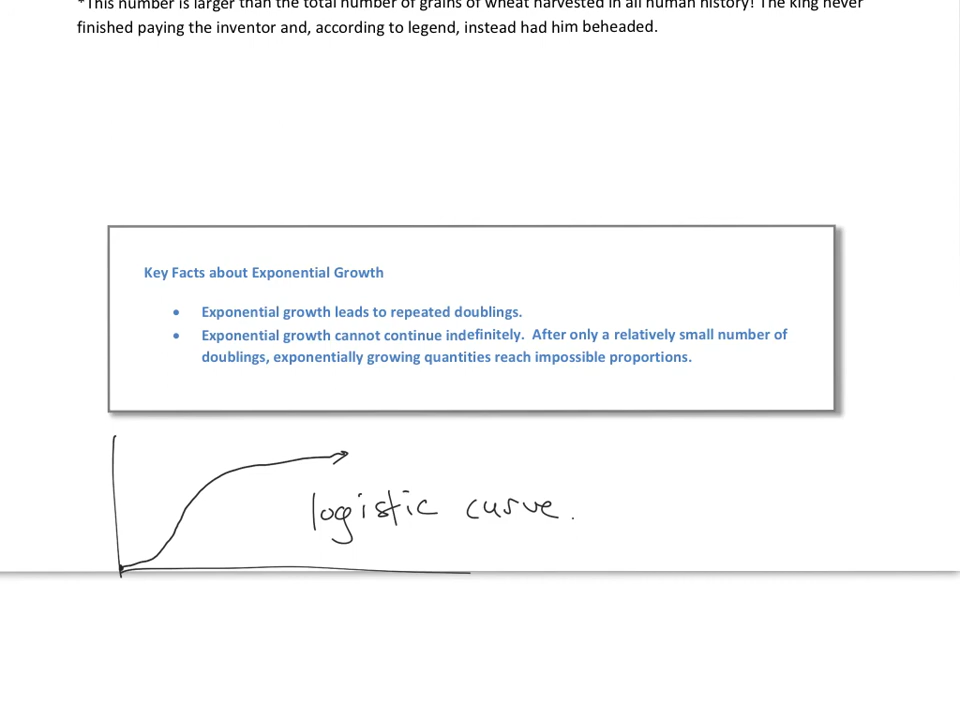 *This number is larger than the total number of grains of wheat harvested in all human history! The king never
finished paying the inventor and, according to legend, instead had him beheaded.
Key Facts about Exponential Growth
• Exponential growth leads to repeated doublings.
• Exponential growth cannot continue indefinitely. After only a relatively small number of
doublings, exponentially growing quantities reach impossible proportions.
logistic curve.